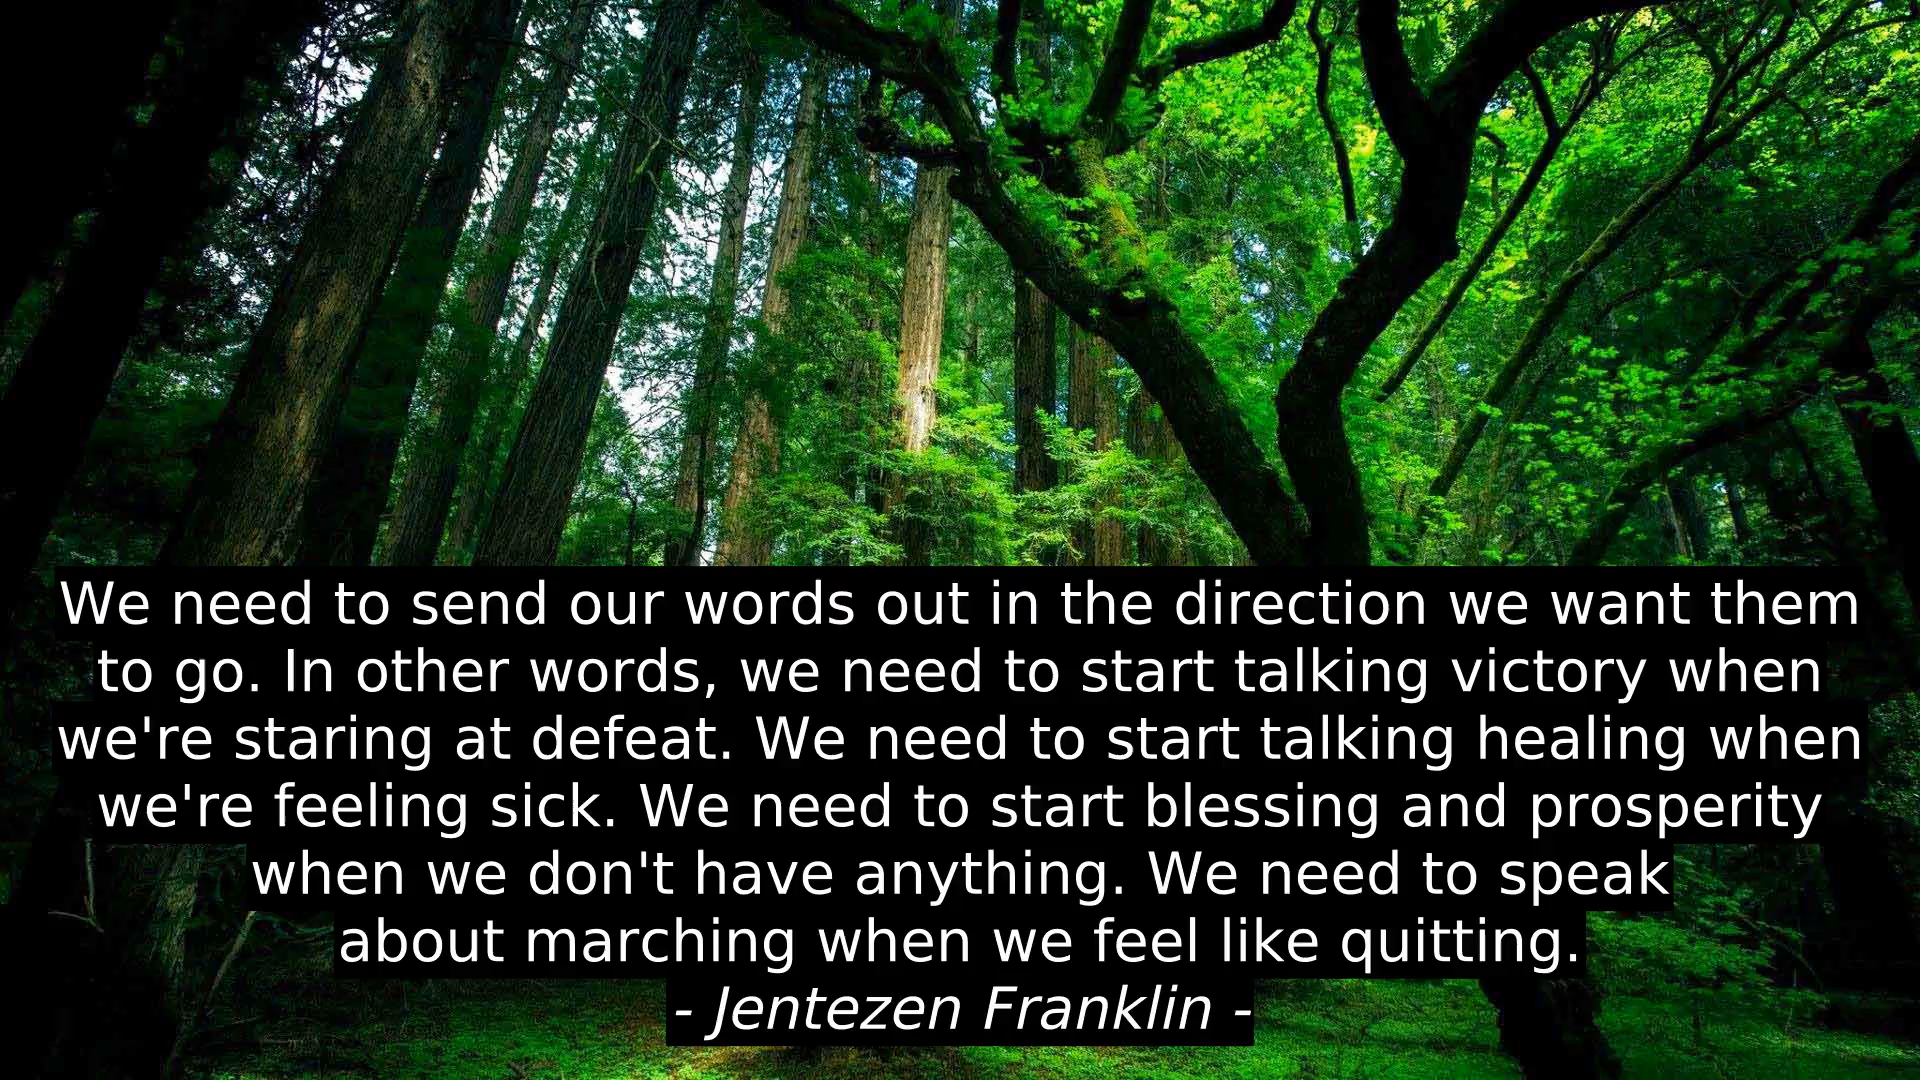 We need to send our words out in the direction we want them
to go. In other words, we need to start talking victory when
we're staring at defeat. We need to start talking healing when
we're feeling sick. We need to start blessing and prosperity
when we don't have anything. We need to speak
about marching when we feel like quitting.
- Jentezen Franklin -